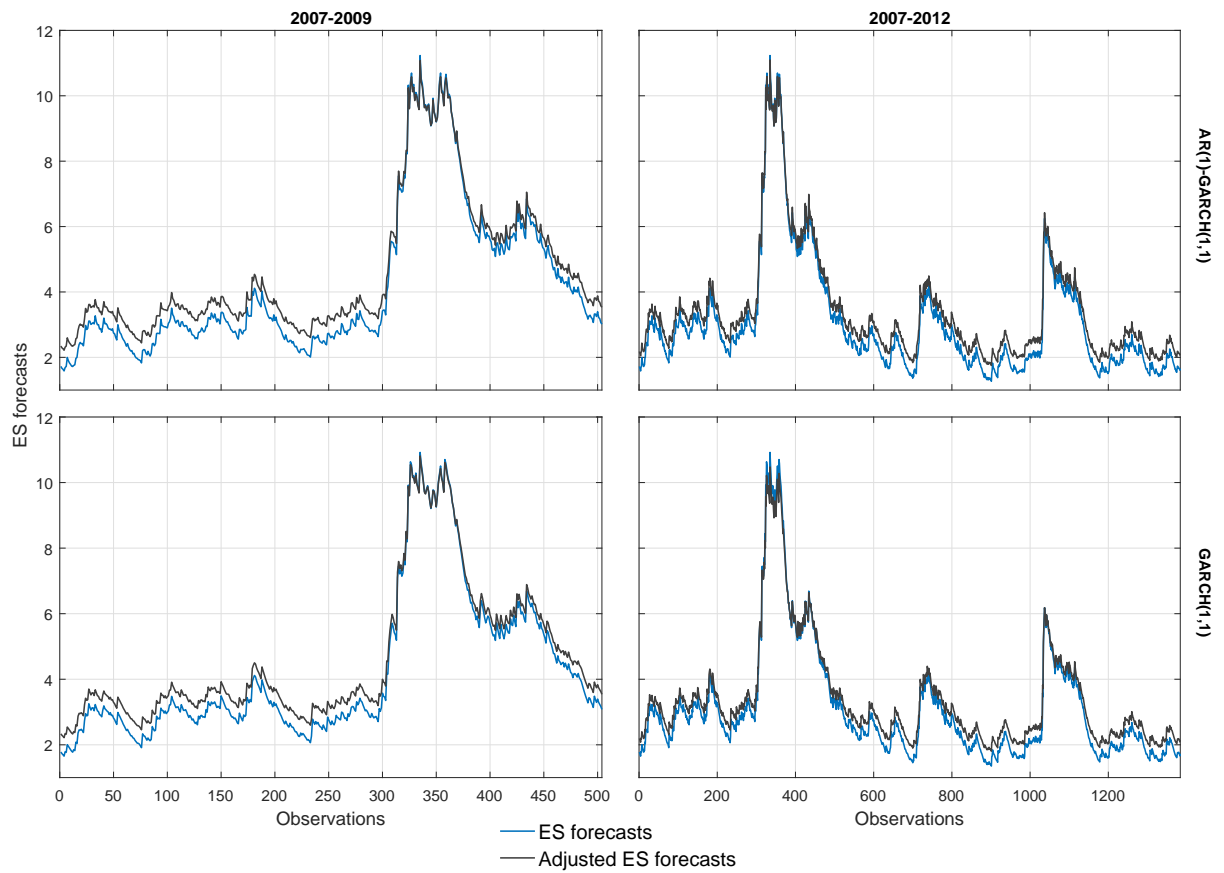 2007-2009
2007-2012
12
10
8
6
4
2
AR(1)-GARCH(1,1)
ES forecasts
12
10
8
6
4
2
GARCH(1,1)
0 50 100 150 200 250 300 350 400 450 500
0 200 400 600 800 1000 1200
Observations
Observations
ES forecasts
Adjusted ES forecasts